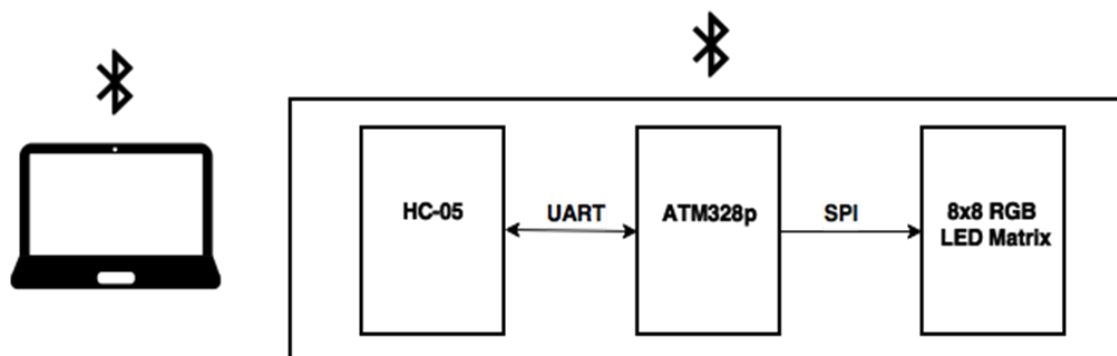 HC-05
UART
ATM328p
SPI
8x8 RGB
LED Matrix